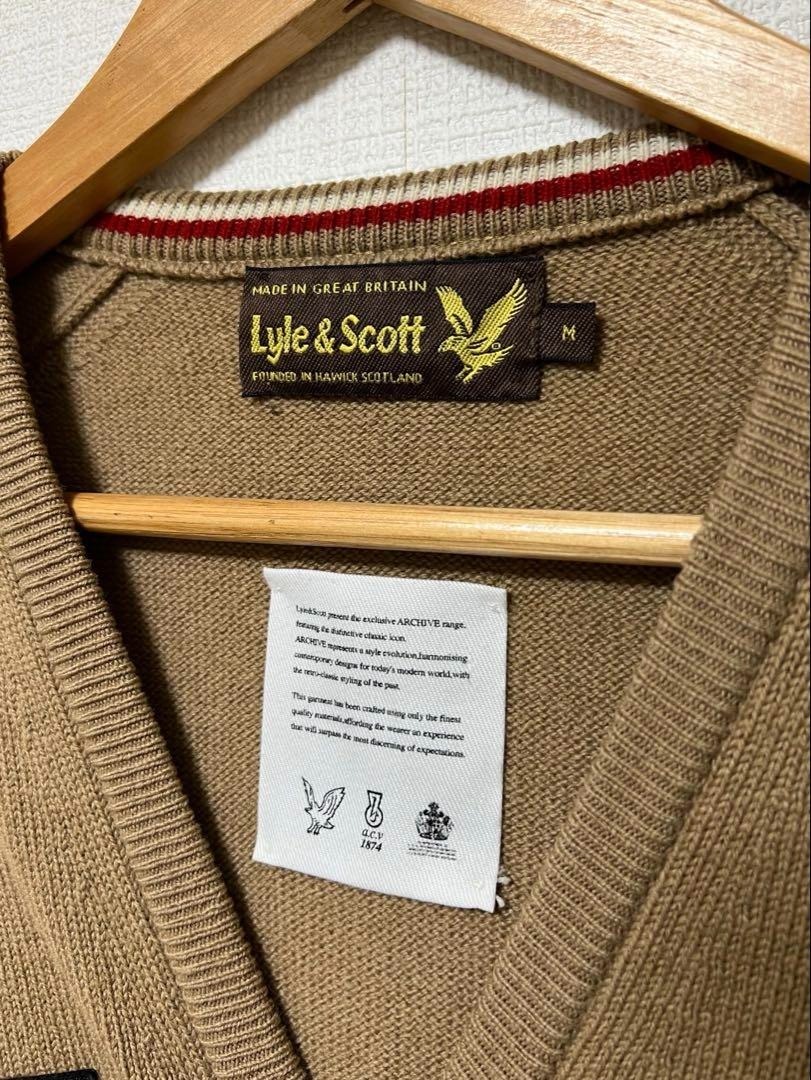 MADE IN GREAT BRITAIN
Lyle & Scott
FOUNDED IN HAWICK SCOTLAND
M
Lyle&Scott present the exclusive ARCHIVE range,
featuring the distinctive classic icon.
ARCHIVE represents a style evolution,harmonising
contemporary designs for today's modern world,with
the retro-classic styling of the past.
This garment has been crafted using only the finest
quality materials,affording the wearer an experience
that will surpass the most discerning of expectations.
a.c.v
1874